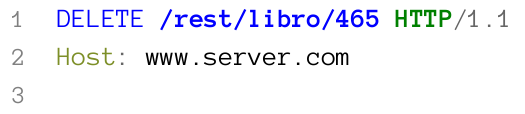 1 DELETE /rest/libro/465 HTTP/1.1
2 Host: www.server.com
3